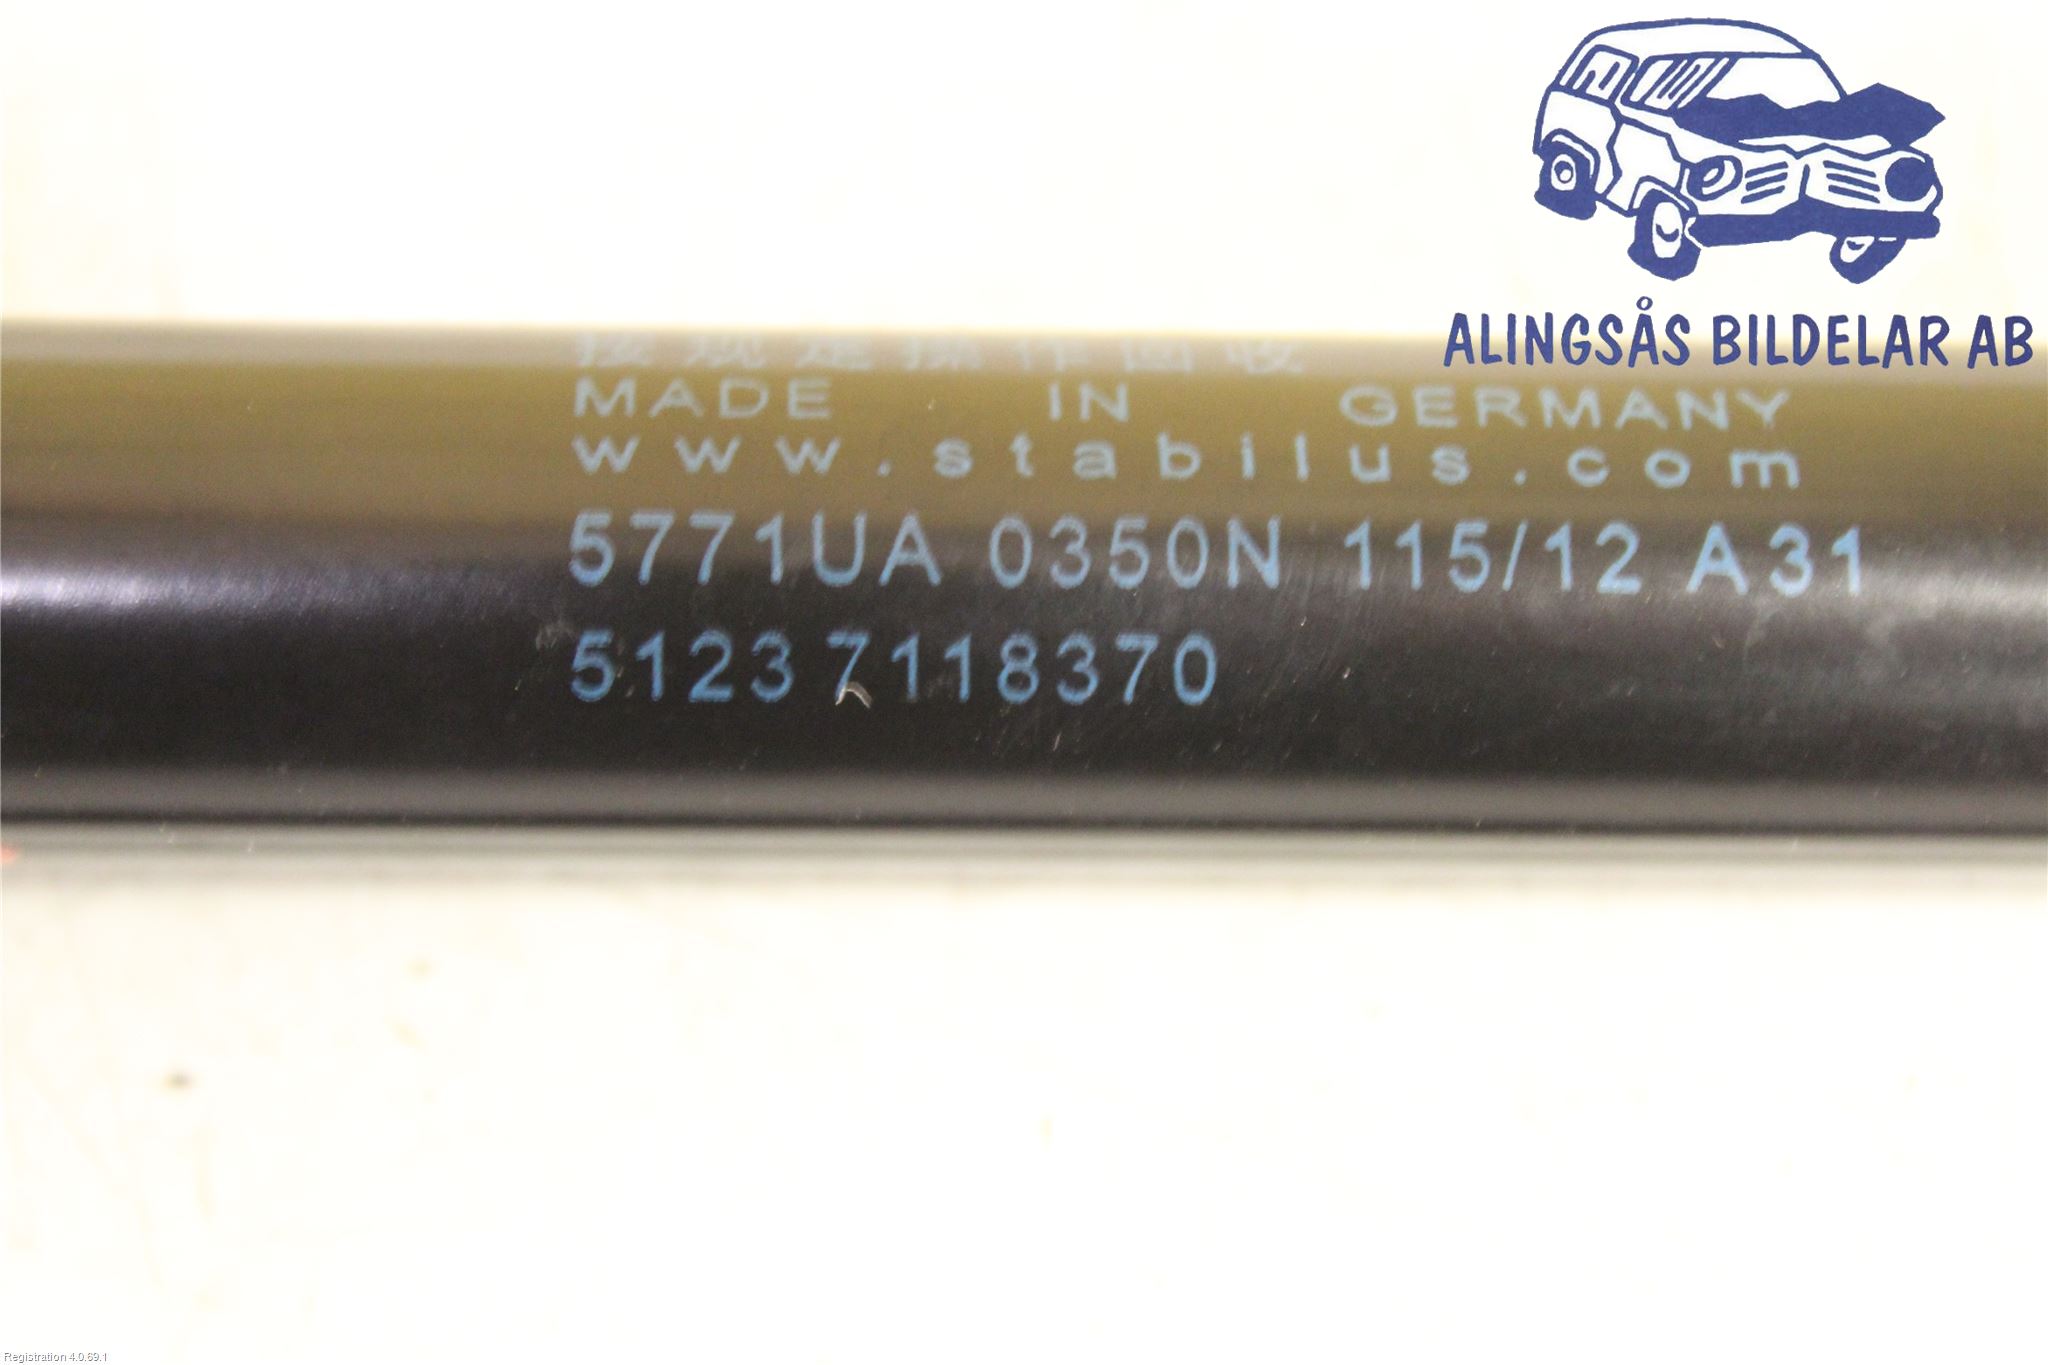 ALINGSÅS BILDELAR AB
按规定操作回收
MADE IN GERMANY
www.stabilus.com
5771UA 0350N 115/12 A31
51237118370
Registration 4.0.69.1